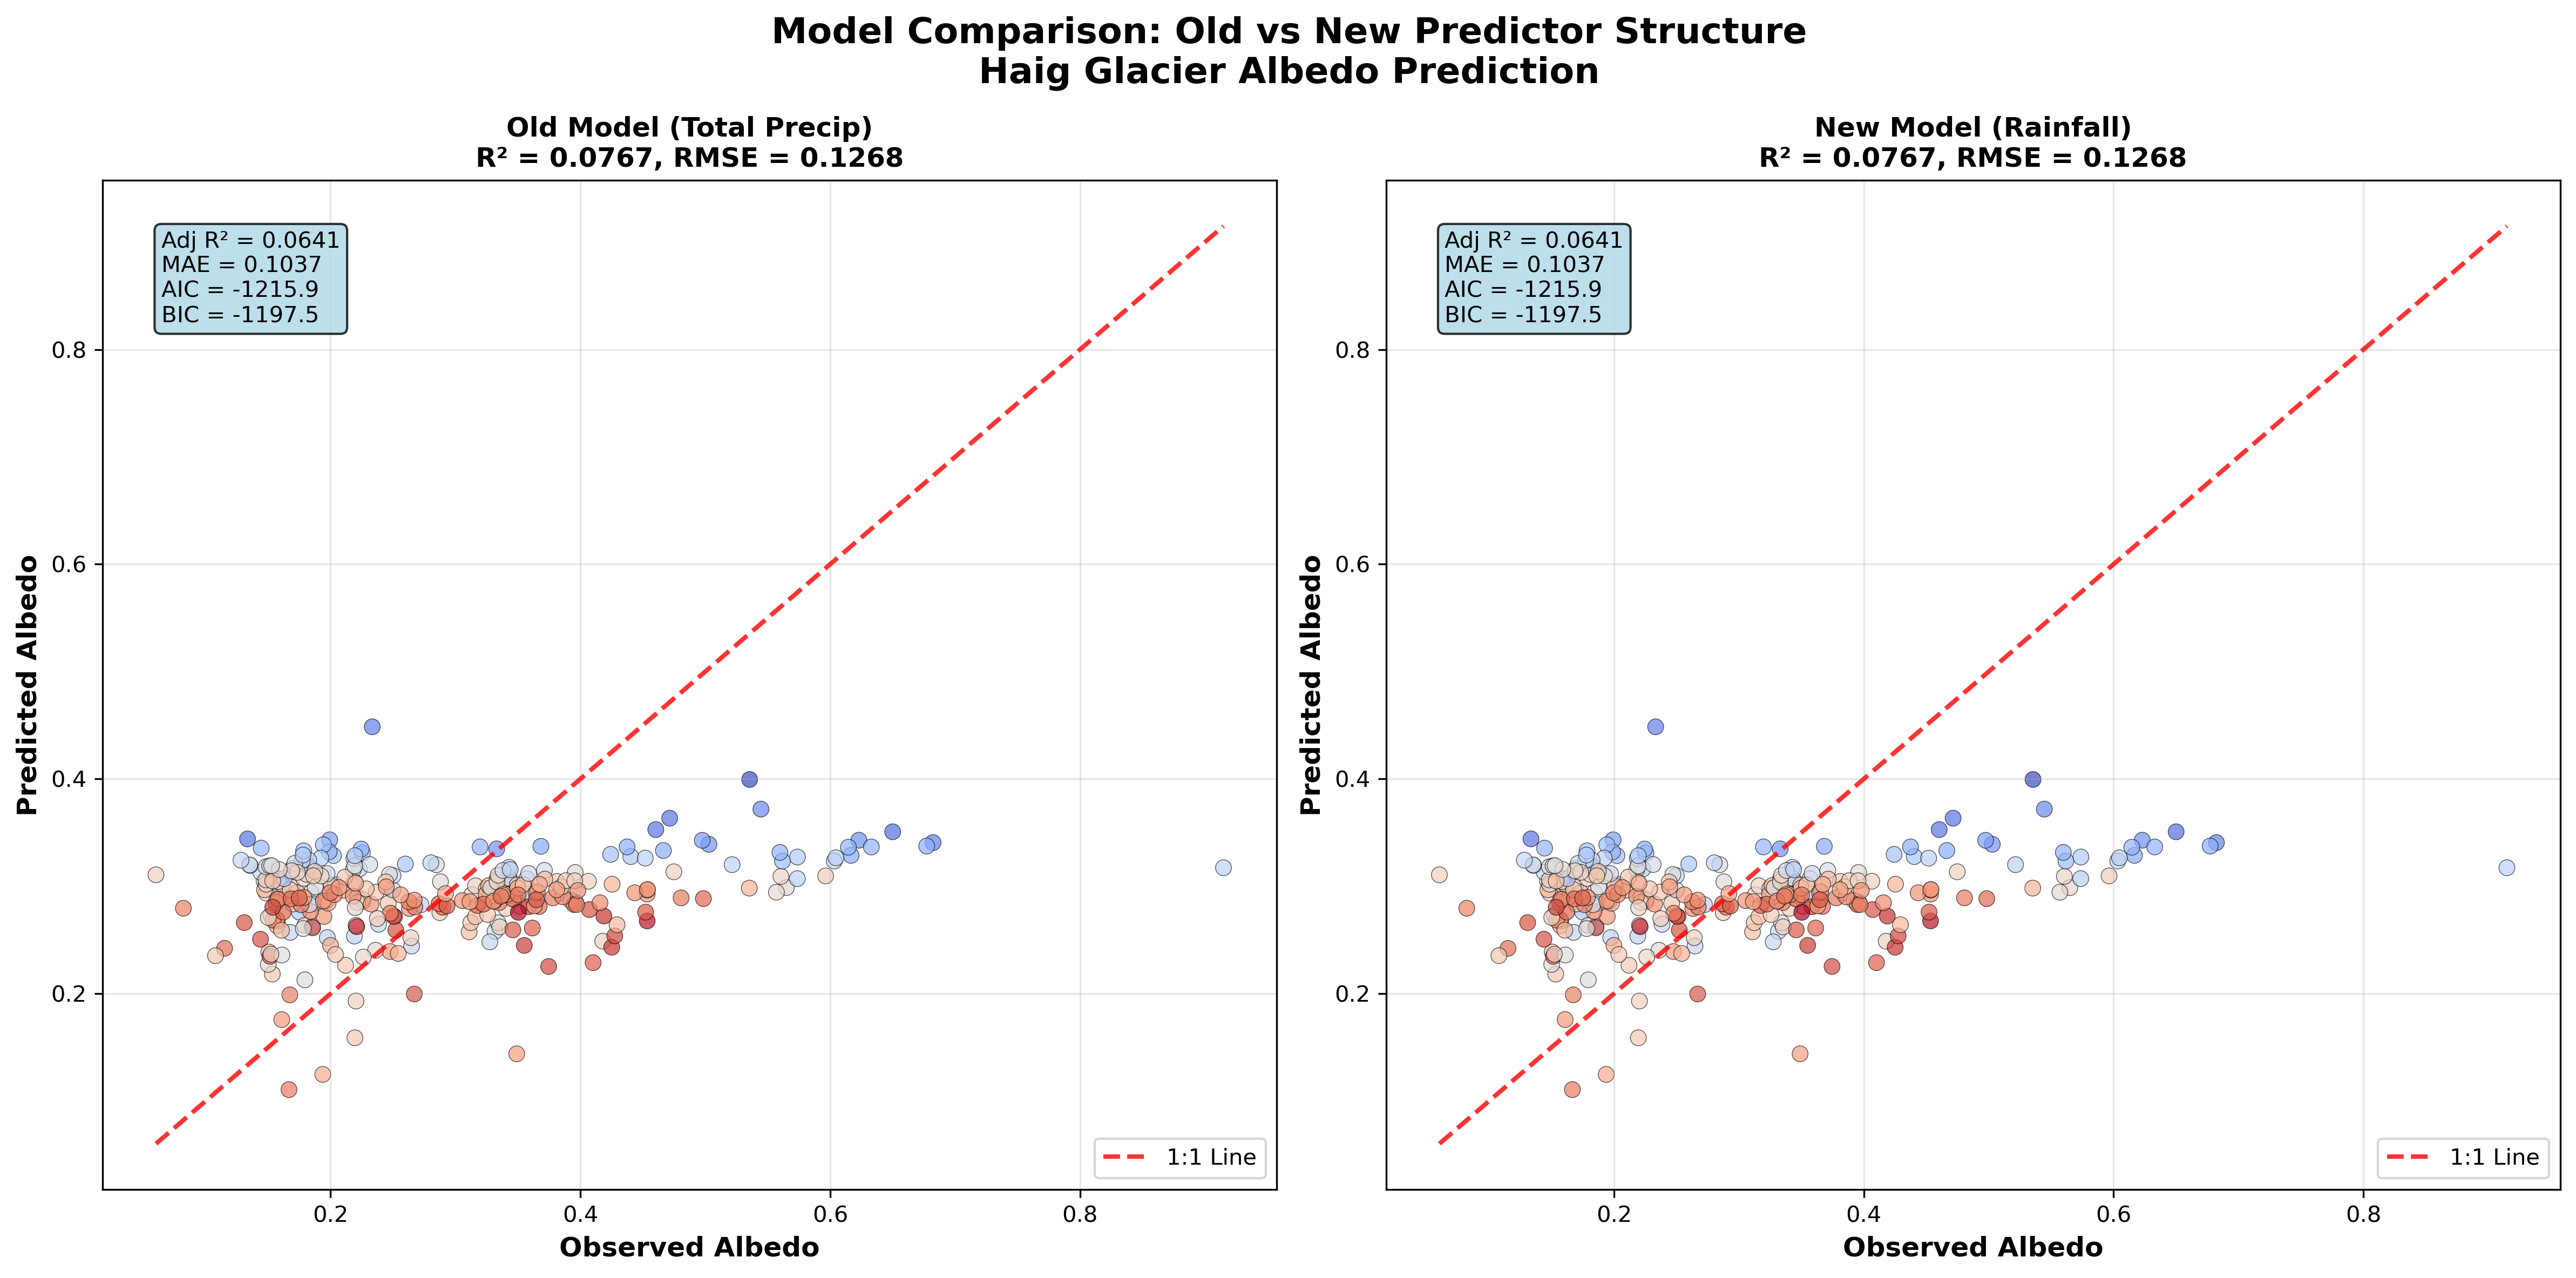 Model Comparison: Old vs New Predictor Structure
Haig Glacier Albedo Prediction
Old Model (Total Precip)
R² = 0.0767, RMSE = 0.1268
Adj R² = 0.0641
MAE = 0.1037
AIC = -1215.9
BIC = -1197.5
0.8
0.6
0.4
0.2
Predicted Albedo
1:1 Line
0.2
0.4
0.6
0.8
Observed Albedo
New Model (Rainfall)
R² = 0.0767, RMSE = 0.1268
Adj R² = 0.0641
MAE = 0.1037
AIC = -1215.9
BIC = -1197.5
0.8
0.6
0.4
0.2
Predicted Albedo
1:1 Line
0.2
0.4
0.6
0.8
Observed Albedo